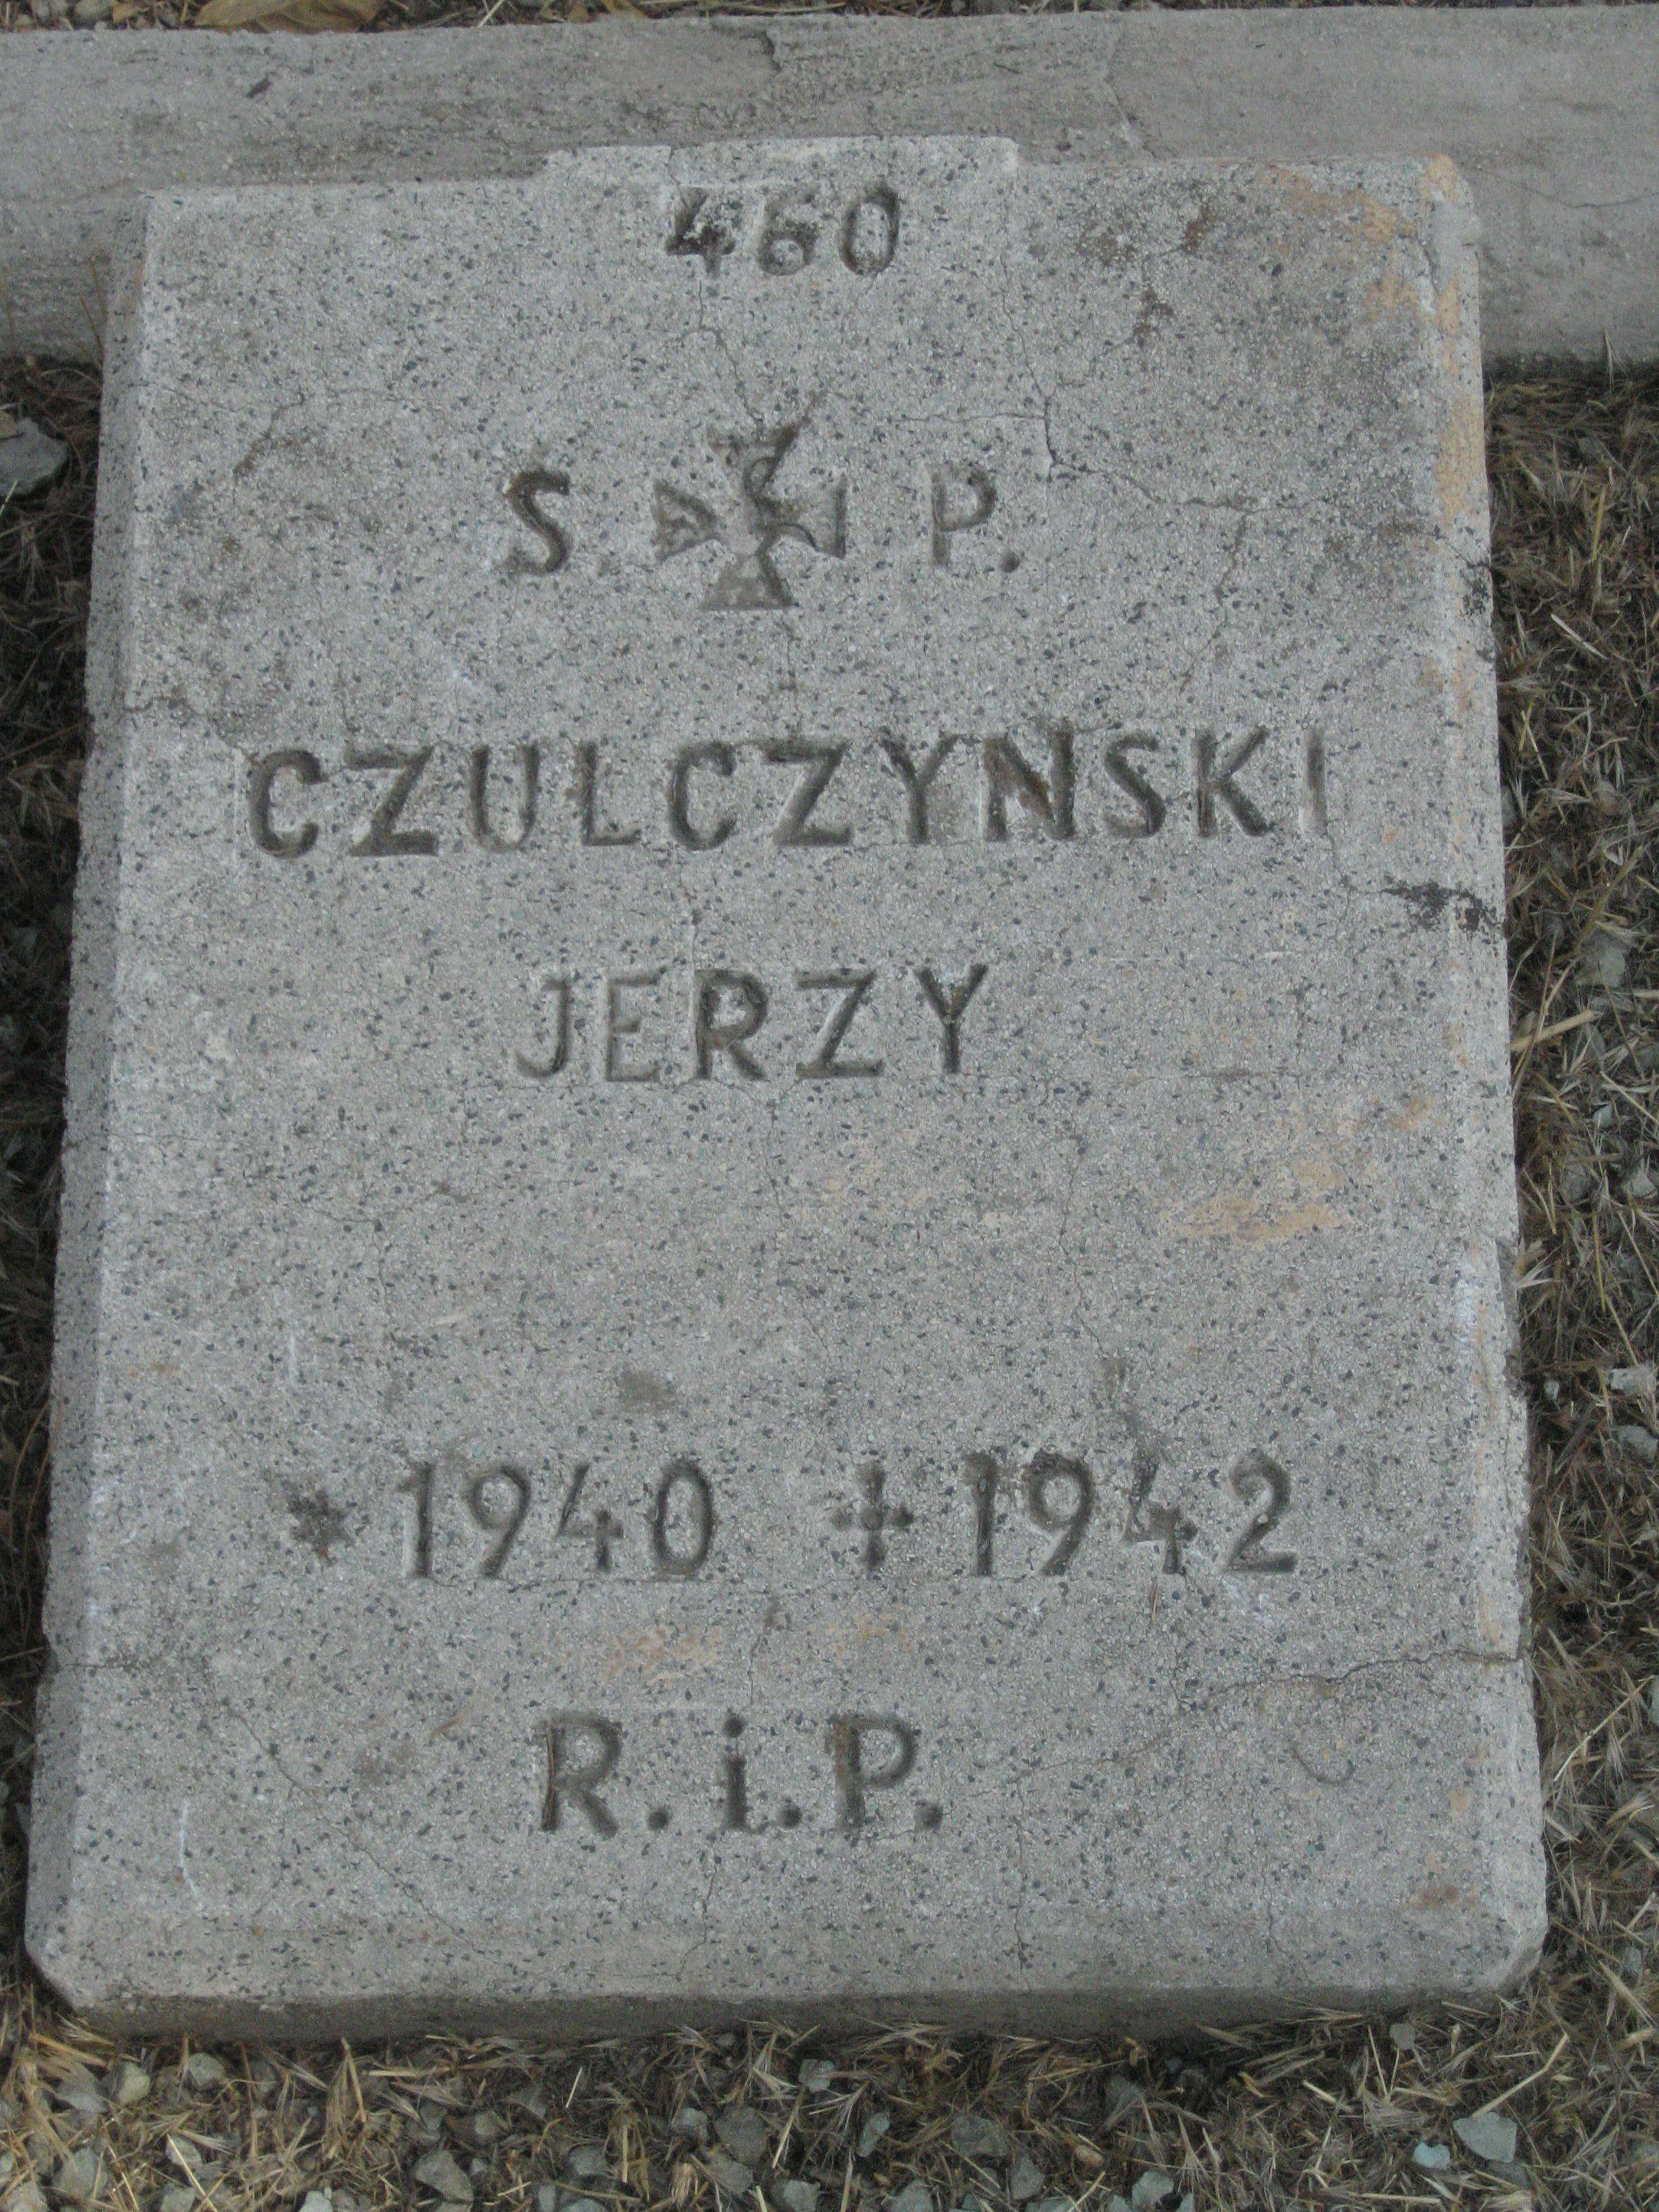 460
S. P.
CZULCZYNSKI
JERZY
* 1940 + 1942
R.i.P.